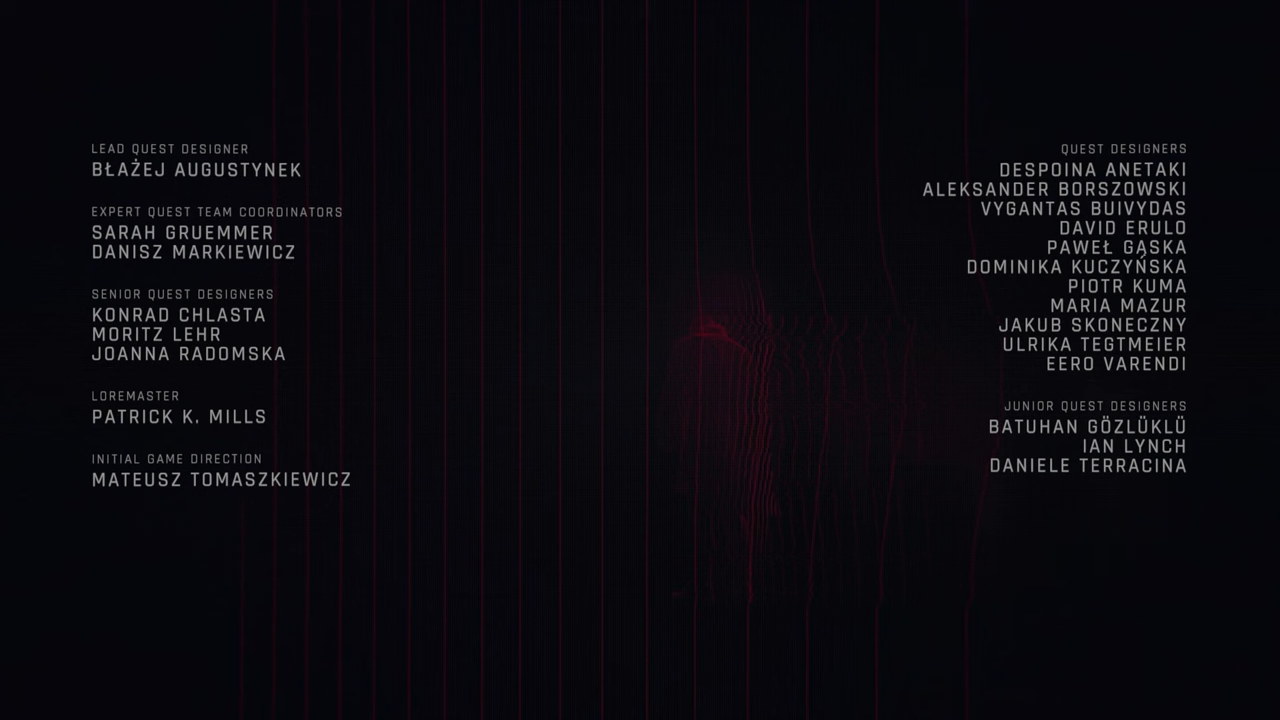 LEAD QUEST DESIGNER
BŁAŻEJ AUGUSTYNEK
EXPERT QUEST TEAM COORDINATORS
SARAH GRUEMMER
DANISZ MARKIEWICZ
SENIOR QUEST DESIGNERS
KONRAD CHLASTA
MORITZ LEHR
JOANNA RADOMSKA
LOREMASTER
PATRICK K. MILLS
INITIAL GAME DIRECTION
MATEUSZ TOMASZKIEWICZ
QUEST DESIGNERS
DESPOINA ANETAKI
ALEKSANDER BORSZOWSKI
VYGANTAS BUIVYDAS
DAVID ERULO
PAWEŁ GĄSKA
DOMINIKA KUCZYŃSKA
PIOTR KUMA
MARIA MAZUR
JAKUB SKONECZNY
ULRIKA TEGTMEIER
EERO VARENDI
JUNIOR QUEST DESIGNERS
BATUHAN GÖZLÜKLÜ
IAN LYNCH
DANIELE TERRACINA